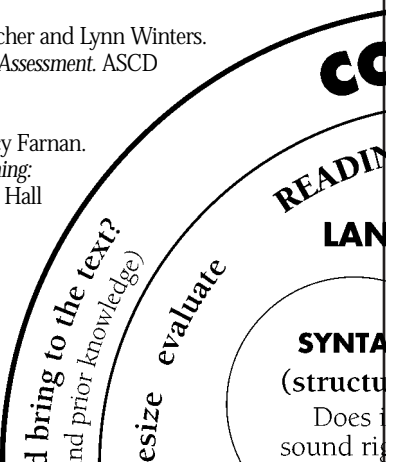 cher and Lynn Winters.
Assessment. ASCD
y Farnan.
ning:
Hall
CO
READIN
LAN
d bring to the text?
nd prior knowledge)
esize evaluate
SYNTA
(structu
Does i
sound rig